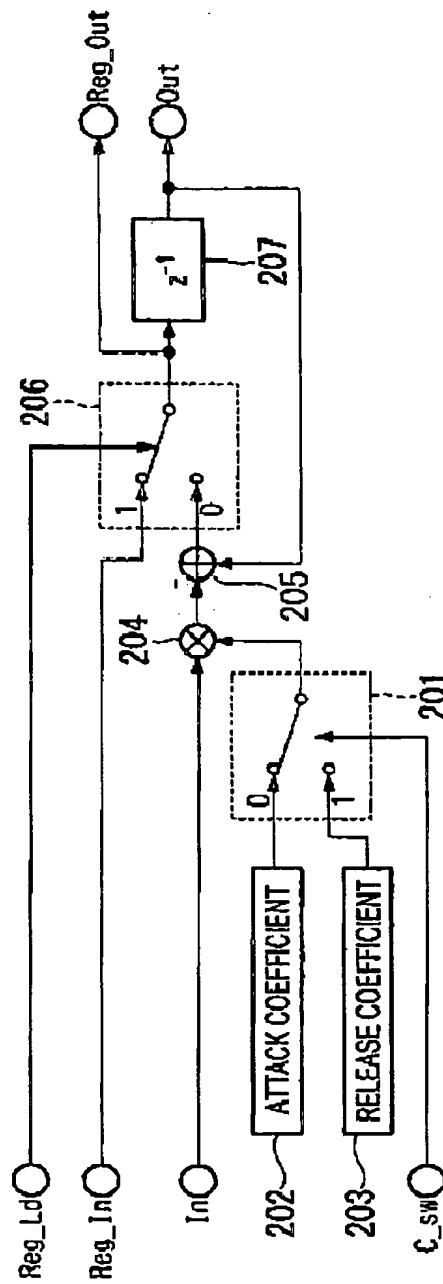 Reg_Ld
Reg_In
In
202
203
C_sw
ATTACK COEFFICIENT
RELEASE COEFFICIENT
0
1
201
204
-
205
1
0
206
z-1
207
Reg_Out
Out